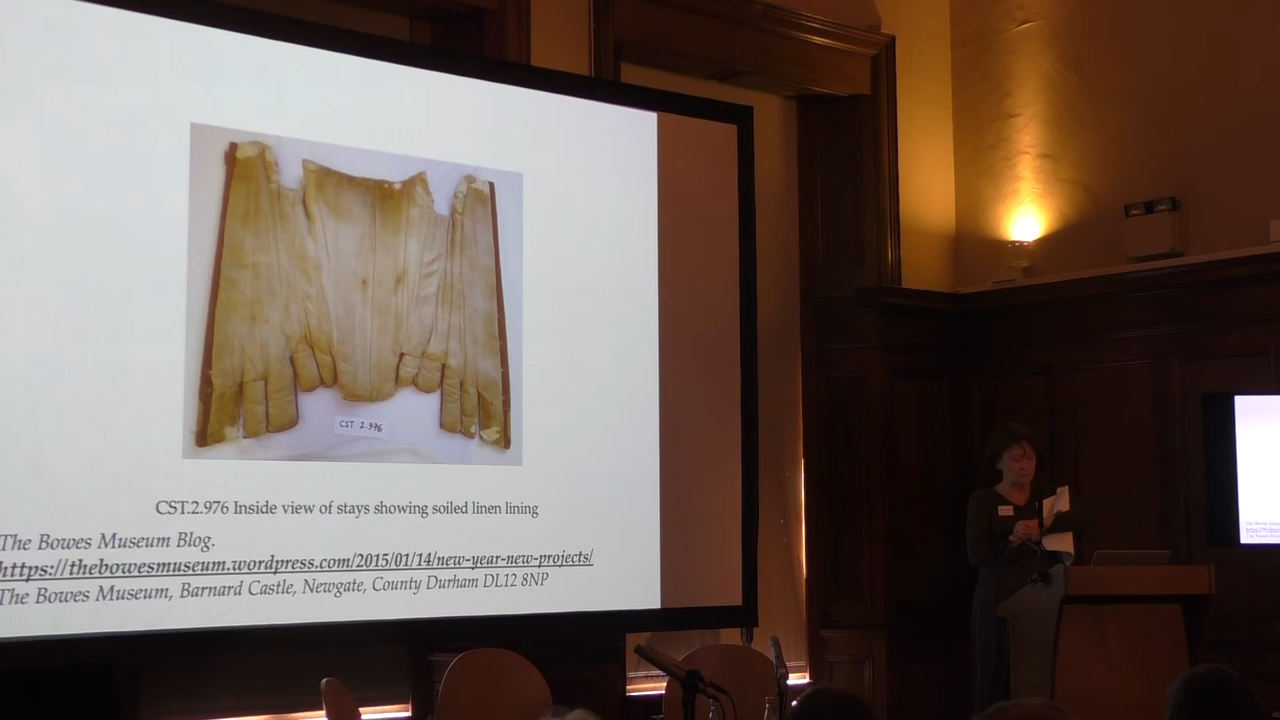 CST 2.976
CST.2.976 Inside view of stays showing soiled linen lining
The Bowes Museum Blog.
https://thebowesmuseum.wordpress.com/2015/01/14/new-year-new-projects/
The Bowes Museum, Barnard Castle, Newgate, County Durham DL12 8NP